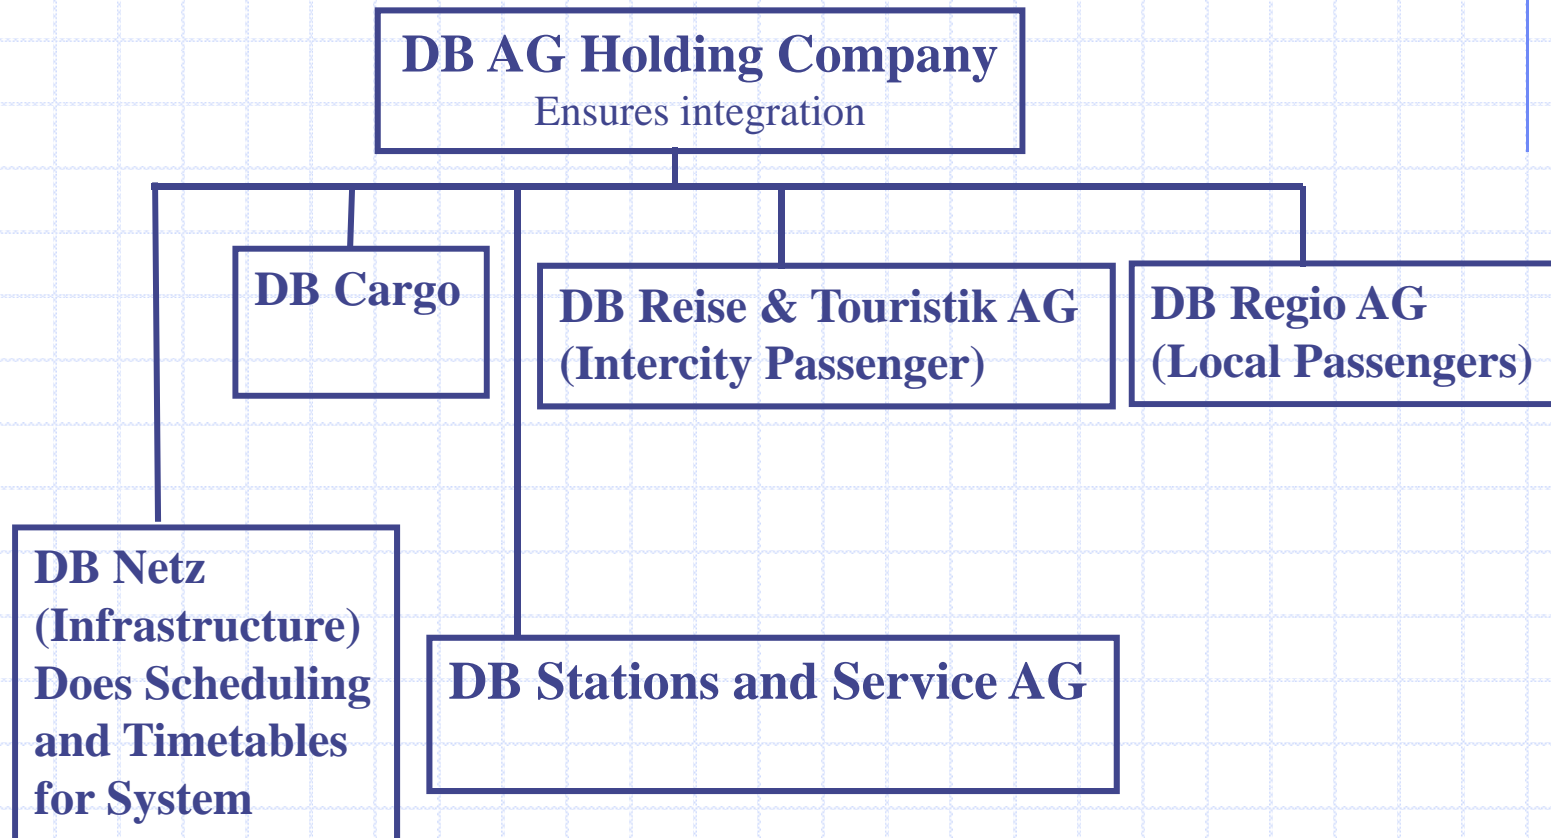 DB AG Holding Company
Ensures integration
DB Cargo
DB Reise & Touristik AG
(Intercity Passenger)
DB Regio AG
(Local Passengers)
DB Netz
(Infrastructure)
Does Scheduling
and Timetables
for System
DB Stations and Service AG